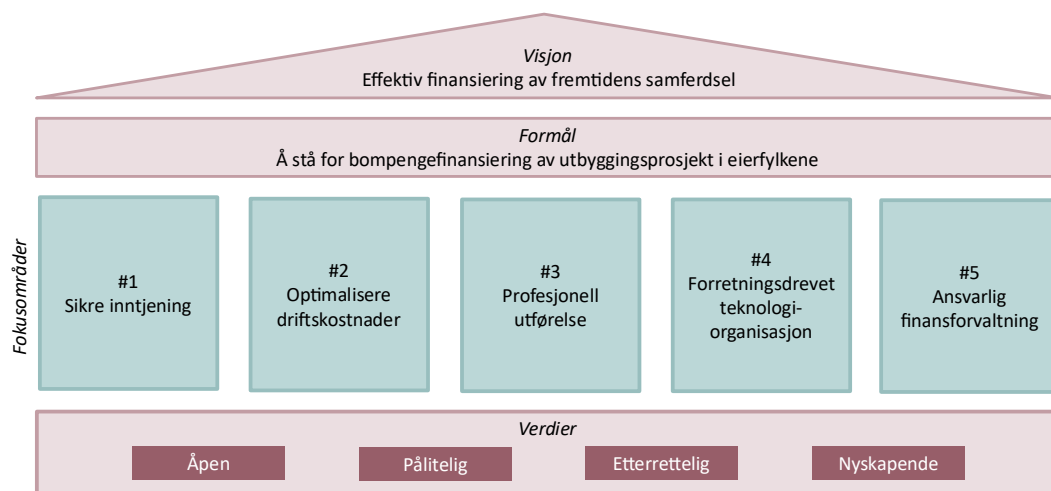 Visjon
Effektiv finansiering av fremtidens samferdsel
Formål
Å stå for bompengefinansiering av utbyggingsprosjekt i eierfylkene
Fokusområder
#1
Sikre inntjening
#2
Optimalisere
driftskostnader
#3
Profesjonell
utførelse
#4
Forretningsdrevet
teknologi-
organisasjon
#5
Ansvarlig
finansforvaltning
Verdier
Åpen
Pålitelig
Etterrettelig
Nyskapende